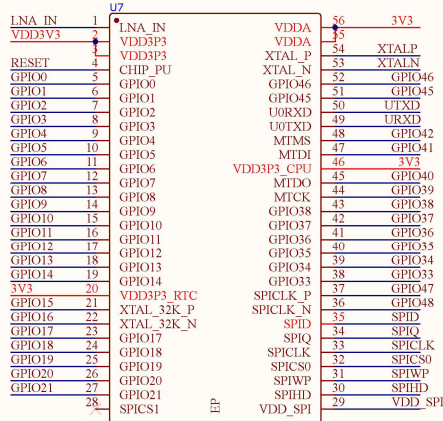 U7
LNA_IN 1 LNA_IN VDDA 56 3V3
VDD3V3 2 VDD3P3 VDDA 55
3 VDD3P3 XTAL_P 54 XTALP
RESET 4 CHIP_PU XTAL_N 53 XTALN
GPIO0 5 GPIO0 GPIO46 52 GPIO46
GPIO1 6 GPIO1 GPIO45 51 GPIO45
GPIO2 7 GPIO2 U0RXD 50 UTXD
GPIO3 8 GPIO3 U0TXD 49 URXD
GPIO4 9 GPIO4 MTMS 48 GPIO42
GPIO5 10 GPIO5 MTDI 47 GPIO41
GPIO6 11 GPIO6 VDD3P3_CPU 46 3V3
GPIO7 12 GPIO7 MTDO 45 GPIO40
GPIO8 13 GPIO8 MTCK 44 GPIO39
GPIO9 14 GPIO9 GPIO38 43 GPIO38
GPIO10 15 GPIO10 GPIO37 42 GPIO37
GPIO11 16 GPIO11 GPIO36 41 GPIO36
GPIO12 17 GPIO12 GPIO35 40 GPIO35
GPIO13 18 GPIO13 GPIO34 39 GPIO34
GPIO14 19 GPIO14 GPIO33 38 GPIO33
3V3 20 VDD3P3_RTC SPICLK_P 37 GPIO47
GPIO15 21 XTAL_32K_P SPICLK_N 36 GPIO48
GPIO16 22 XTAL_32K_N SPID 35 SPID
GPIO17 23 GPIO17 SPIQ 34 SPIQ
GPIO18 24 GPIO18 SPICLK 33 SPICLK
GPIO19 25 GPIO19 SPICS0 32 SPICS0
GPIO20 26 GPIO20 SPIWP 31 SPIWP
GPIO21 27 GPIO21 SPIHD 30 SPIHD
28 SPICS1 EP VDD_SPI 29 VDD_SPI